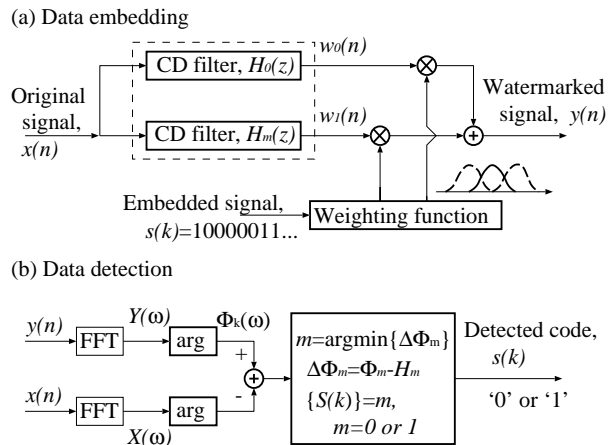 (a) Data embedding
w₀(n)
CD filter, H₀(z)
Original
signal,
x(n)
Watermarked
signal, y(n)
w₁(n)
CD filter, Hₘ(z)
Embedded signal,
s(k)=10000011...
Weighting function
(b) Data detection
y(n)
FFT
Y(ω)
arg
Φₖ(ω)
+
-
x(n)
FFT
X(ω)
arg
m=argmin{ΔΦₘ}
ΔΦₘ=Φₘ-Hₘ
{S(k)}=m,
m=0 or 1
Detected code,
s(k)
‘0’ or ‘1’